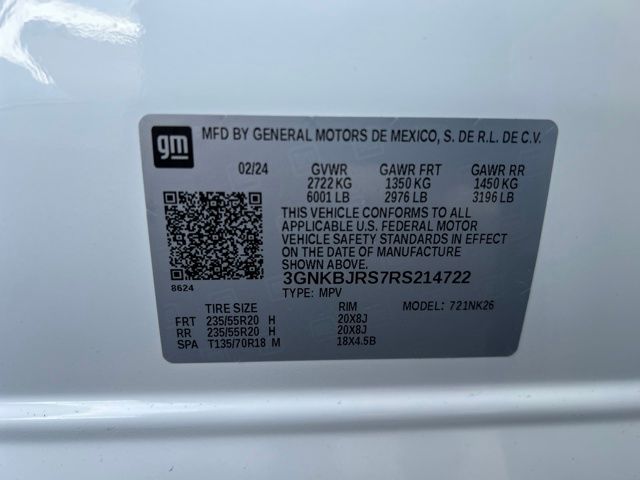 gm
MFD BY GENERAL MOTORS DE MEXICO, S. DE R.L. DE C.V.
02/24 GVWR GAWR FRT GAWR RR
2722 KG 1350 KG 1450 KG
6001 LB 2976 LB 3196 LB
THIS VEHICLE CONFORMS TO ALL
APPLICABLE U.S. FEDERAL MOTOR
VEHICLE SAFETY STANDARDS IN EFFECT
ON THE DATE OF MANUFACTURE
SHOWN ABOVE.
8624
3GNKBJRS7RS214722
TYPE: MPV
TIRE SIZE RIM MODEL: 721NK26
FRT 235/55R20 H 20X8J
RR 235/55R20 H 20X8J
SPA T135/70R18 M 18X4.5B